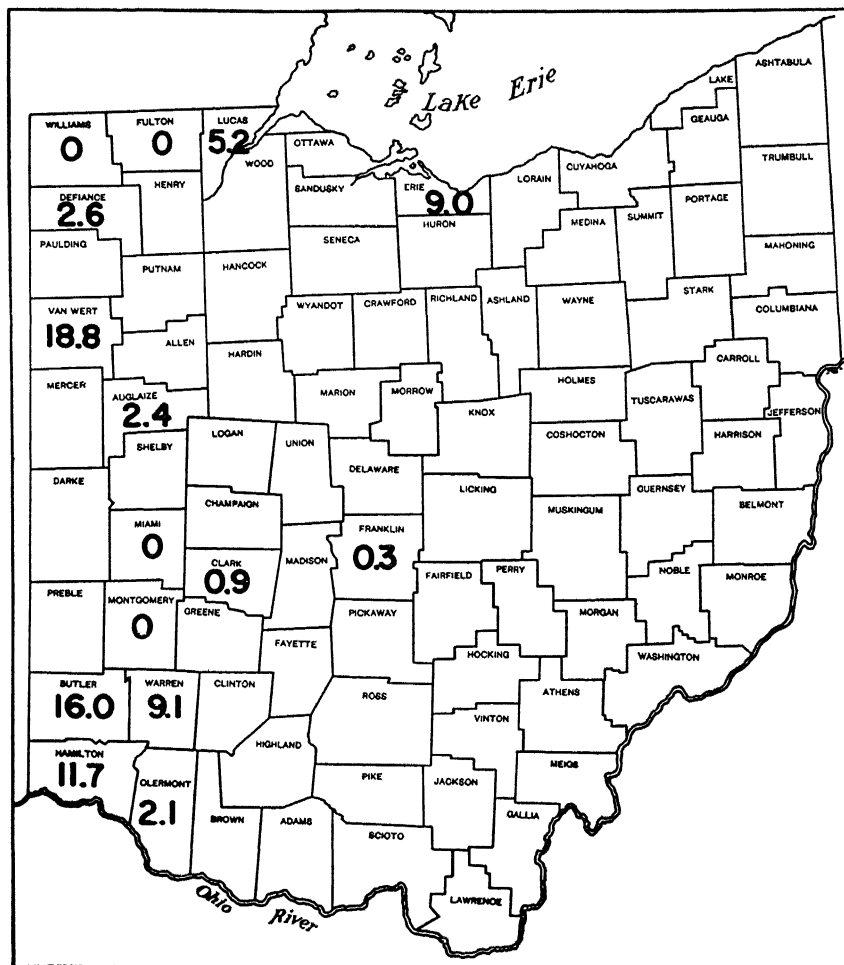 Lake Erie
ASHTABULA
LAKE
GEAUGA
WILLIAMS
0
FULTON
0
LUCAS
5.2
WOOD
OTTAWA
CUYAHOGA
TRUMBULL
HENRY
SANDUSKY
ERIE
9.0
LORAIN
DEFIANCE
2.6
MEDINA
SUMMIT
PORTAGE
PAULDING
SENECA
HURON
MAHONING
PUTNAM
HANCOCK
STARK
VAN WERT
18.8
WYANDOT
CRAWFORD
RICHLAND
ASHLAND
WAYNE
COLUMBIANA
ALLEN
HARDIN
CARROLL
MERCER
AUGLAIZE
2.4
MARION
MORROW
HOLMES
TUSCARAWAS
JEFFERSON
KNOX
SHELBY
LOGAN
UNION
COSHOCTON
HARRISON
DARKE
DELAWARE
LICKING
GUERNSEY
CHAMPAIGN
MUSKINGUM
BELMONT
MIAMI
0
FRANKLIN
0.3
CLARK
0.9
MADISON
FAIRFIELD
PERRY
NOBLE
MONROE
PREBLE
MONTGOMERY
0
GREENE
PICKAWAY
MORGAN
FAYETTE
HOCKING
WASHINGTON
BUTLER
16.0
WARREN
9.1
CLINTON
ROSS
ATHENS
VINTON
HAMILTON
11.7
HIGHLAND
MEIGS
CLERMONT
2.1
PIKE
JACKSON
BROWN
ADAMS
SCIOTO
GALLIA
LAWRENCE
Ohio River